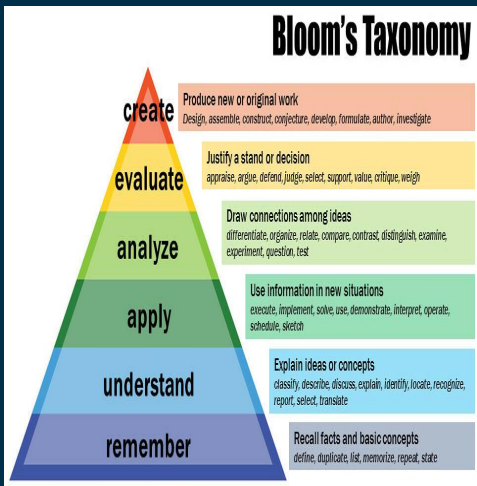 Bloom's Taxonomy
create
Produce new or original work
Design, assemble, construct, conjecture, develop, formulate, author, investigate
evaluate
Justify a stand or decision
appraise, argue, defend, judge, select, support, value, critique, weigh
analyze
Draw connections among ideas
differentiate, organize, relate, compare, contrast, distinguish, examine,
experiment, question, test
apply
Use information in new situations
execute, implement, solve, use, demonstrate, interpret, operate,
schedule, sketch
understand
Explain ideas or concepts
classify, describe, discuss, explain, identify, locate, recognize,
report, select, translate
remember
Recall facts and basic concepts
define, duplicate, list, memorize, repeat, state